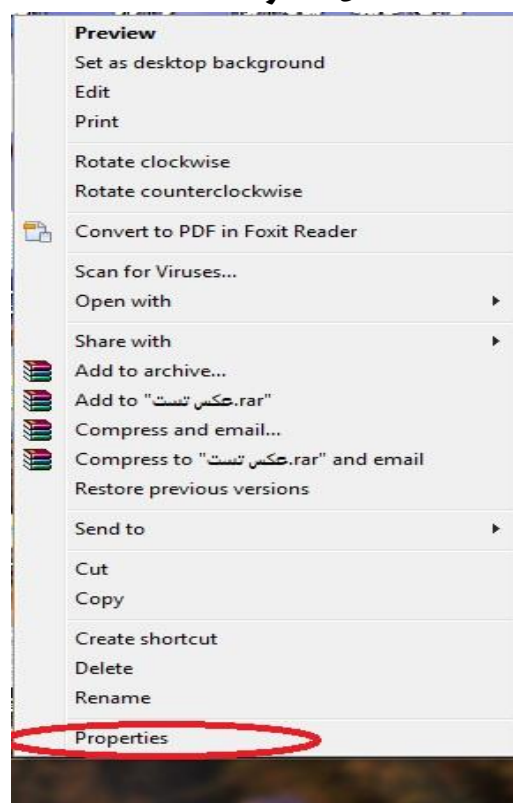 Preview
Set as desktop background
Edit
Print
Rotate clockwise
Rotate counterclockwise
Convert to PDF in Foxit Reader
Scan for Viruses...
Open with
Share with
Add to archive...
Add to "عکس تست.rar"
Compress and email...
Compress to "عکس تست.rar" and email
Restore previous versions
Send to
Cut
Copy
Create shortcut
Delete
Rename
Properties